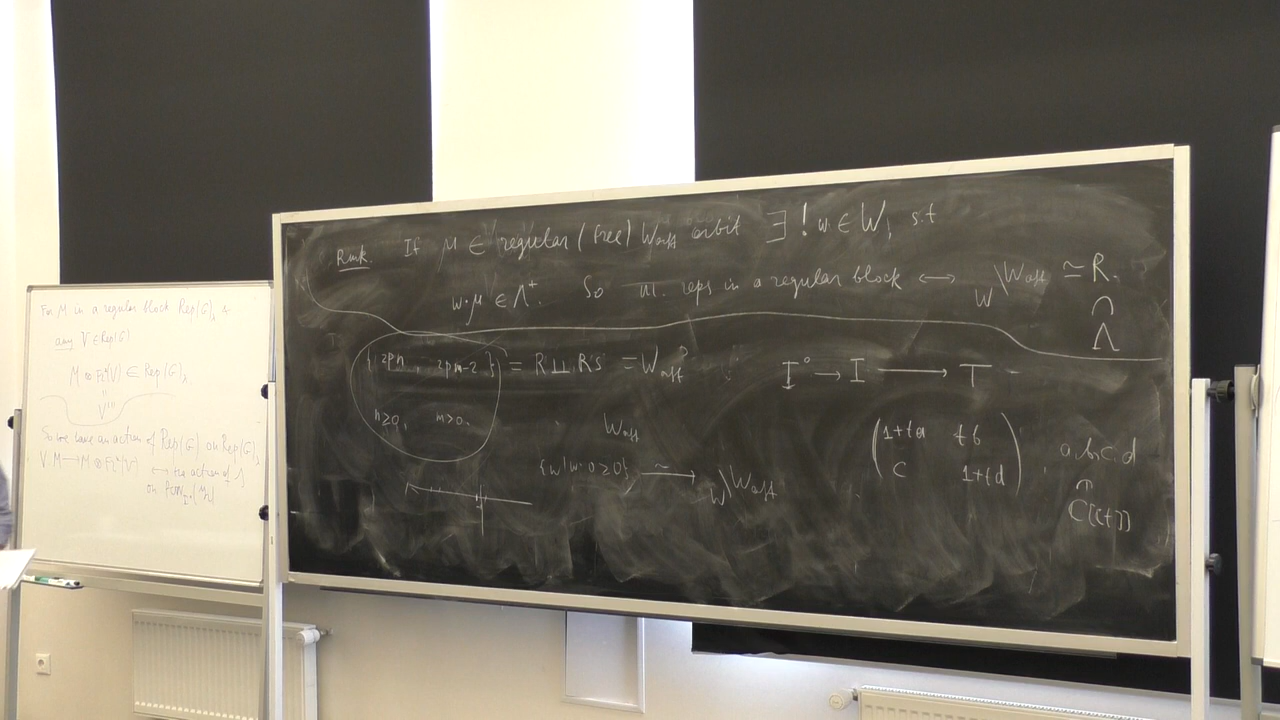 For M in a regular block Rep(G)_λ &
any V ∈ Rep(G)
M ⊗ Fr*(V) ∈ Rep(G)_λ
V'''
So we have an action of Rep(G) on Rep(G)_λ
V.M → M ⊗ Fr*(V) ↔ the action of
on
Rmk. If μ ∈ regular (free) W_aff orbit ∃! w ∈ W, s.t
w·μ ∈ Λ⁺. So irr. reps in a regular block ↔ W\W_aff ≃ R.
∩
Λ
{ 2pn, 2pm-2 } = R ⊔ R s = W_aff
n≥0, m>0.
I° → I → T
W_aff
{w | w·0 ≥ 0} ~→ W\W_aff
( 1+ta tb
c 1+td ) , a,b,c,d
∈
C[[t]]